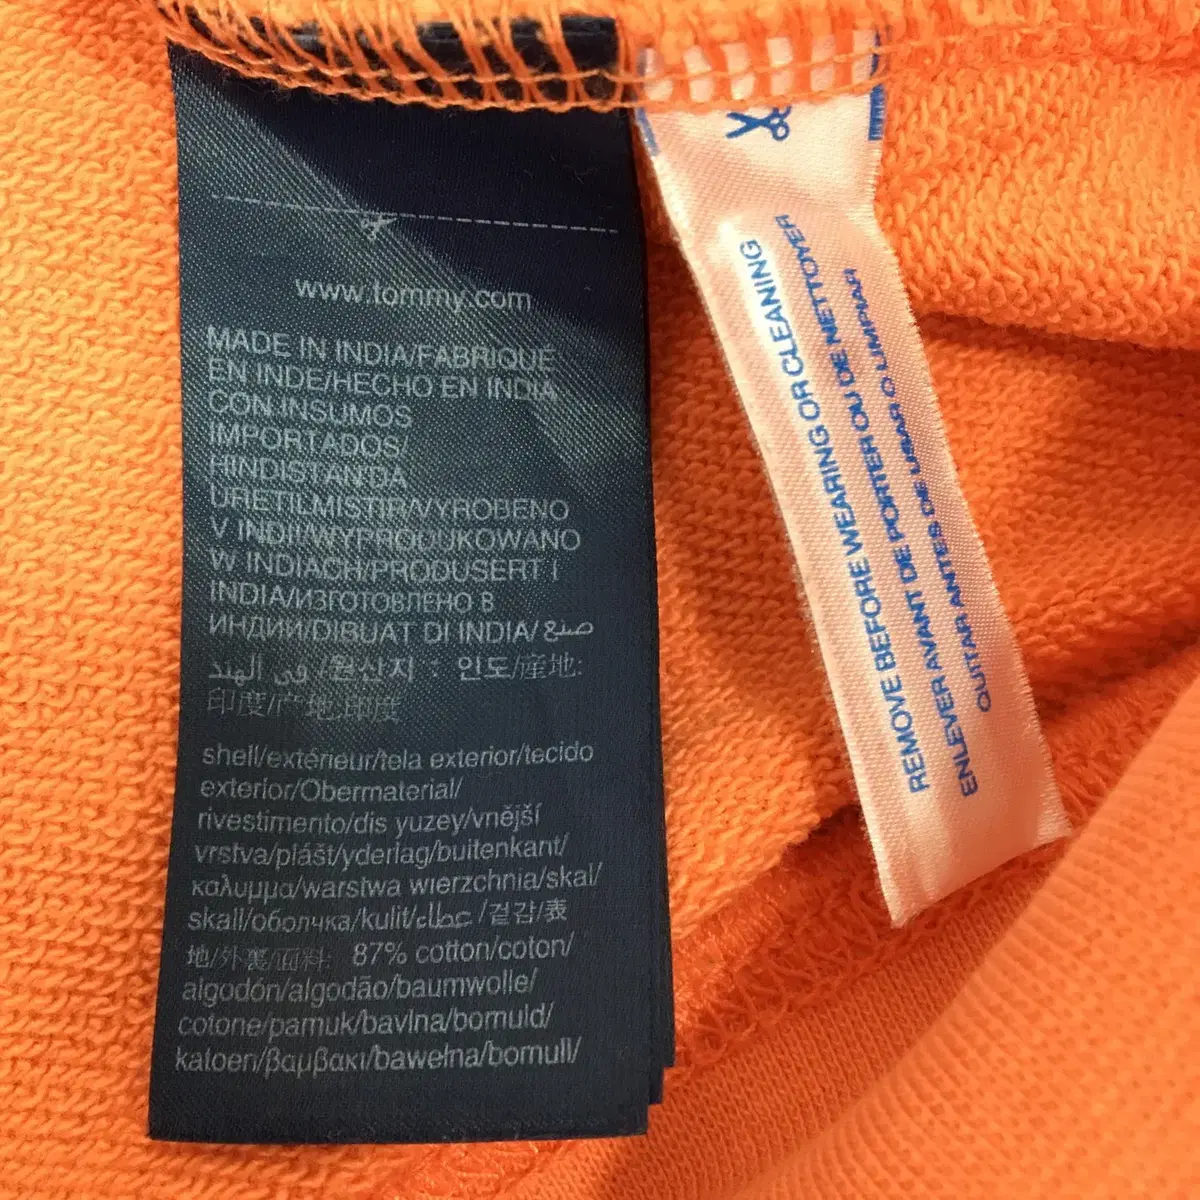 www.tommy.com
MADE IN INDIA/FABRIQUÉ
EN INDE/HECHO EN INDIA
CON INSUMOS
IMPORTADOS/
HINDISTAN'DA
ÜRETILMISTIR/VYROBENO
V INDII/WYPRODUKOWANO
W INDIACH/PRODUSERT I
INDIA/ИЗГОТОВЛЕНО В
ИНДИИ/DIBUAT DI INDIA/صنع
في الهند/원산지 : 인도/産地:
印度/产地:印度
shell/extérieur/tela exterior/tecido
exterior/Obermaterial/
rivestimento/dis yuzey/vnější
vrstva/plášt/yderlag/buitenkant/
καλυμμα/warstwa wierzchnia/skal/
skall/оболчка/kulit/غطاء/겉감/表
地/外裏/面料: 87% cotton/coton/
algodón/algodão/baumwolle/
cotone/pamuk/bavlna/bomuld/
katoen/βαμβακι/bawełna/bomull/
REMOVE BEFORE WEARING OR CLEANING
ENLEVER AVANT DE PORTER OU DE NETTOYER
QUITAR ANTES DE USAR O LIMPIAR